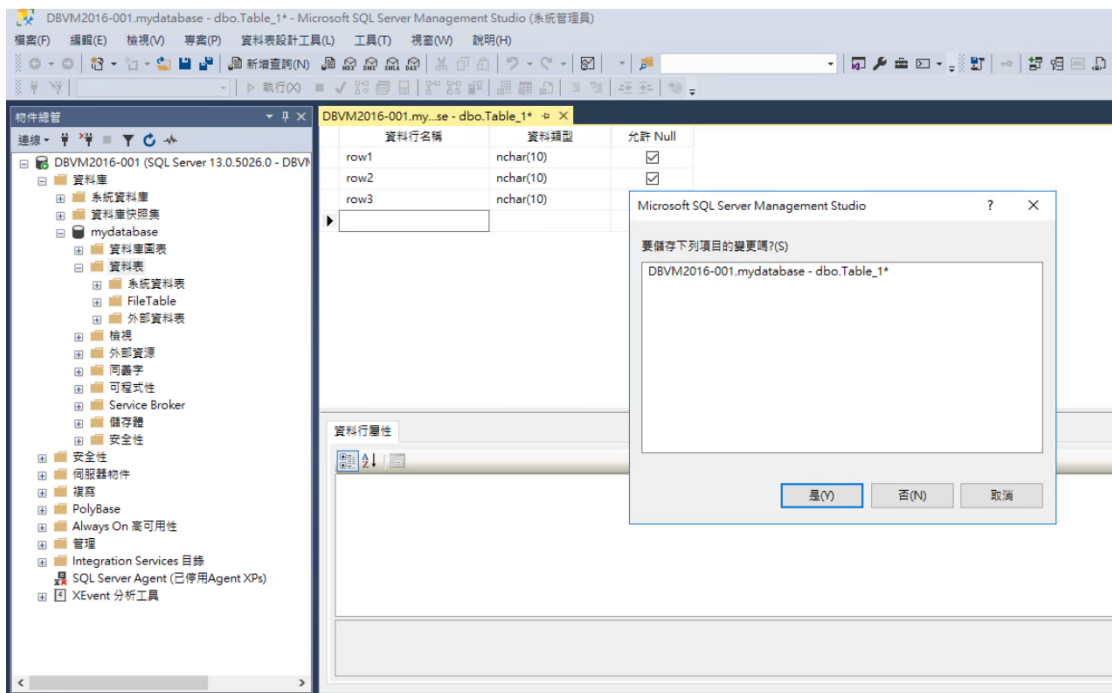 DBVM2016-001.mydatabase - dbo.Table_1* - Microsoft SQL Server Management Studio (系統管理員)
檔案(F) 編輯(E) 檢視(V) 專案(P) 資料表設計工具(L) 工具(T) 視窗(W) 說明(H)
新增查詢(N)
執行(X)
物件總管
連線
DBVM2016-001 (SQL Server 13.0.5026.0 - DBVM
資料庫
系統資料庫
資料庫快照集
mydatabase
資料庫圖表
資料表
系統資料表
FileTable
外部資料表
檢視
外部資源
同義字
可程式性
Service Broker
儲存體
安全性
安全性
伺服器物件
複寫
PolyBase
Always On 高可用性
管理
Integration Services 目錄
SQL Server Agent (已停用Agent XPs)
XEvent 分析工具
DBVM2016-001.my...se - dbo.Table_1*
資料行名稱 資料類型 允許 Null
row1 nchar(10)
row2 nchar(10)
row3 nchar(10)
資料行屬性
Microsoft SQL Server Management Studio
要儲存下列項目的變更嗎?(S)
DBVM2016-001.mydatabase - dbo.Table_1*
是(Y) 否(N) 取消